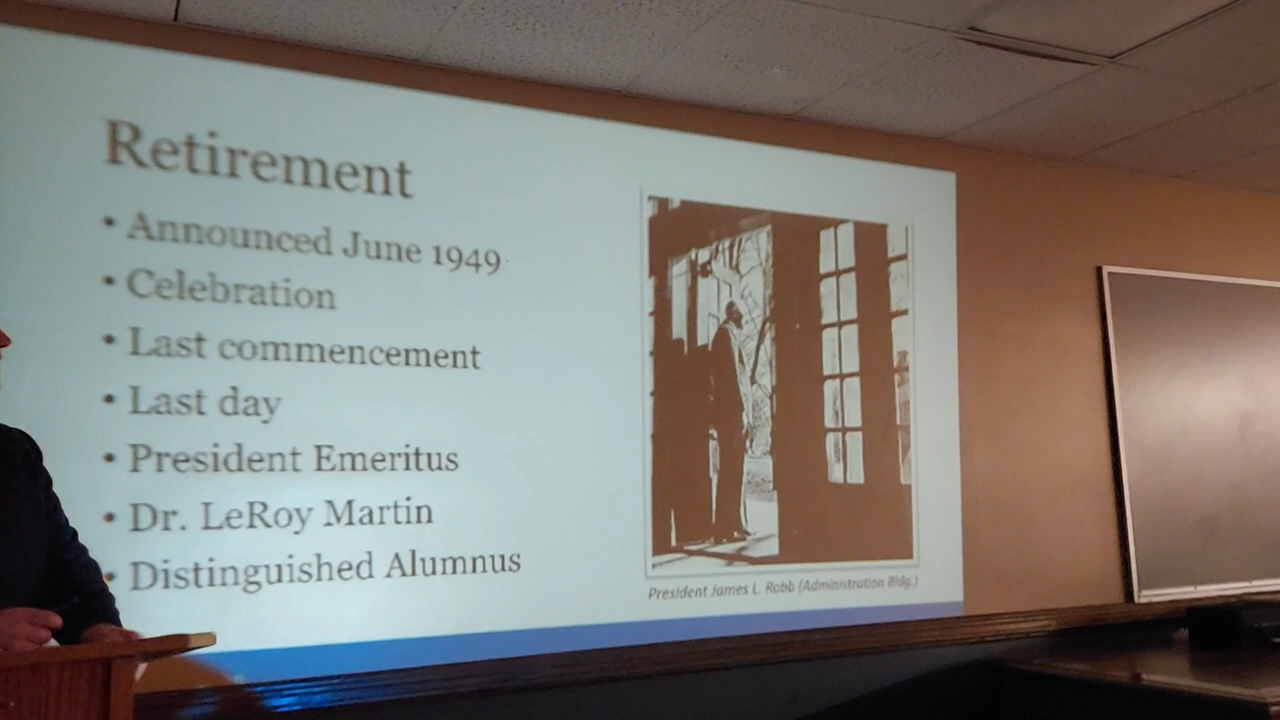 Retirement
• Announced June 1949
• Celebration
• Last commencement
• Last day
• President Emeritus
• Dr. LeRoy Martin
• Distinguished Alumnus
President James L. Robb (Administration Bldg.)